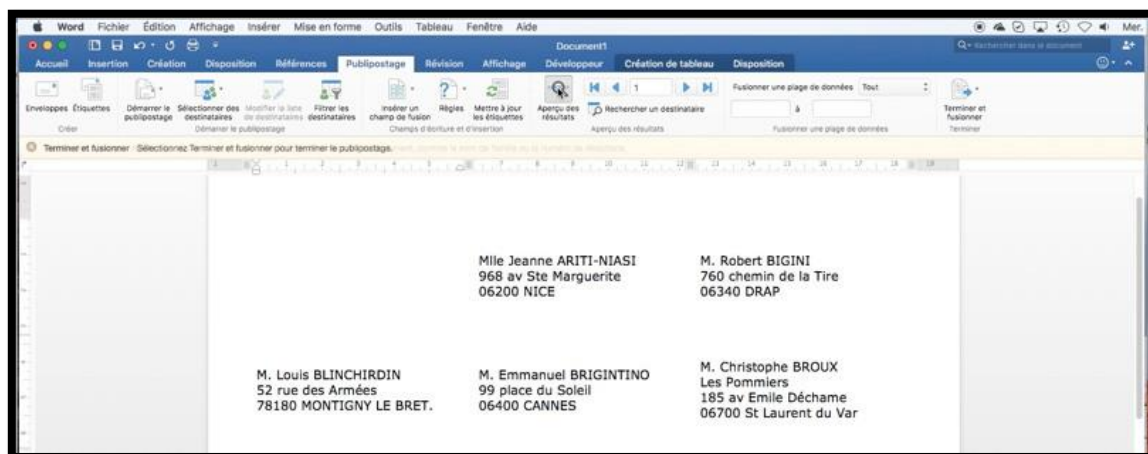 Word Fichier Édition Affichage Insérer Mise en forme Outils Tableau Fenêtre Aide Mer.
Document1
Rechercher dans le document
Accueil Insertion Création Disposition Références Publipostage Révision Affichage Développeur Création de tableau Disposition
1 Fusionner une plage de données Tout
Enveloppes Étiquettes Démarrer le publipostage Sélectionner des destinataires Modifier la liste de destinataires Filtrer les destinataires Insérer un champ de fusion Règles Mettre à jour les étiquettes Aperçu des résultats Rechercher un destinataire à Terminer et fusionner
Créer Démarrer le publipostage Champs d'écriture et d'insertion Aperçu des résultats Fusionner une plage de données Terminer
Terminer et fusionner Sélectionnez Terminer et fusionner pour terminer le publipostage.
Mlle Jeanne ARITI-NIASI
968 av Ste Marguerite
06200 NICE
M. Robert BIGINI
760 chemin de la Tire
06340 DRAP
M. Louis BLINCHIRDIN
52 rue des Armées
78180 MONTIGNY LE BRET.
M. Emmanuel BRIGINTINO
99 place du Soleil
06400 CANNES
M. Christophe BROUX
Les Pommiers
185 av Emile Déchame
06700 St Laurent du Var